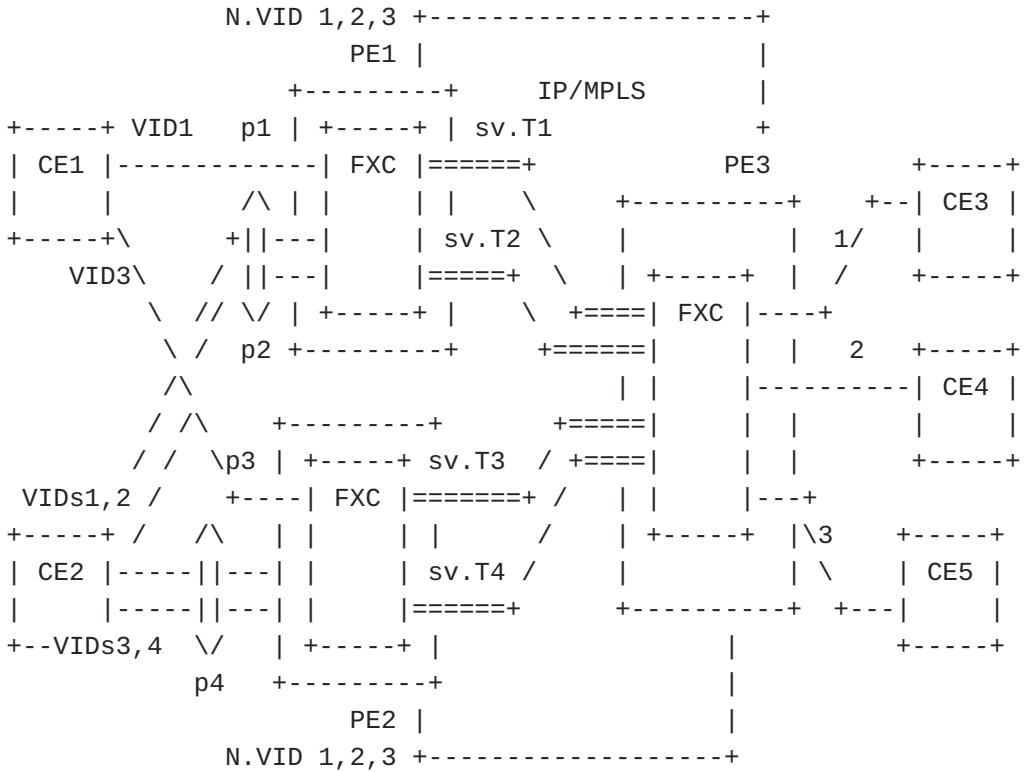 N.VID 1,2,3 +---------------------+
PE1 |                      |
+---------+     IP/MPLS       |
+-----+ VID1   p1 | +-----+ | sv.T1             +
| CE1 |-------------| FXC |======+            PE3         +-----+
|     |        /\ | |     | |    \     +----------+    +--| CE3 |
+-----+\      +||---|     | sv.T2 \    |          |  1/   |     |
VID3\    / ||---|     |=====+  \   | +-----+  |  /    +-----+
\  // \/ | +-----+ |    \  +====| FXC |----+
\ /  p2 +---------+     +======|     |  |   2   +-----+
/\                            | |     |----------| CE4 |
/ /\    +---------+       +=====|     |  |       |     |
/ /  \p3 | +-----+ sv.T3  / +====|     |  |       +-----+
VIDs1,2 /    +----| FXC |=======+ /   | |     |---+
+-----+ /   /\   | |     | |      /    | +-----+  |\3    +-----+
| CE2 |-----||---| |     | sv.T4 /     |          | \    | CE5 |
|     |-----||---| |     |======+      +----------+  +---|     |
+--VIDs3,4  \/   | +-----+ |                   |          +-----+
p4   +---------+                   |
PE2 |                    |
N.VID 1,2,3 +-------------------+